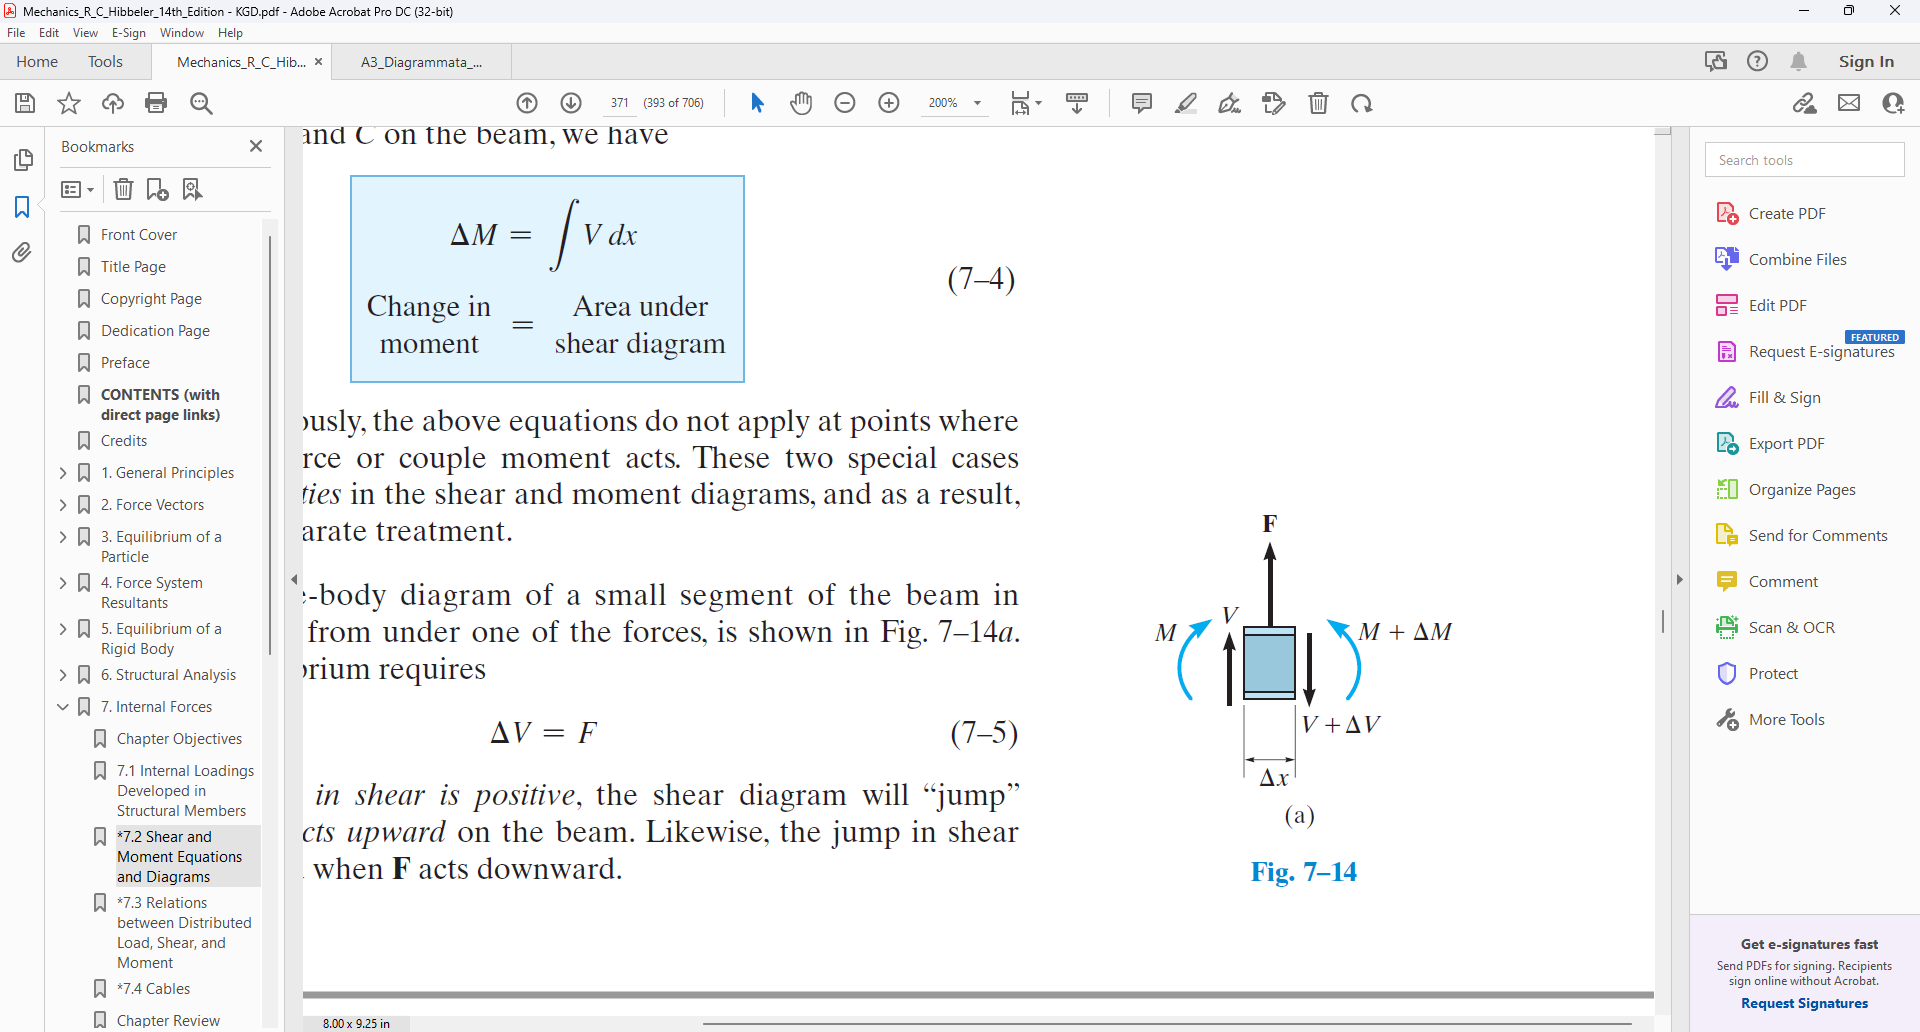 Mechanics_R_C_Hibbeler_14th_Edition - KGD.pdf - Adobe Acrobat Pro DC (32-bit)
File Edit View E-Sign Window Help
Home Tools Mechanics_R_C_Hib... × A3_Diagrammata_... Sign In
371 (393 of 706) 200%
Bookmarks
Front Cover
Title Page
Copyright Page
Dedication Page
Preface
CONTENTS (with
direct page links)
Credits
1. General Principles
2. Force Vectors
3. Equilibrium of a
Particle
4. Force System
Resultants
5. Equilibrium of a
Rigid Body
6. Structural Analysis
7. Internal Forces
Chapter Objectives
7.1 Internal Loadings
Developed in
Structural Members
*7.2 Shear and
Moment Equations
and Diagrams
*7.3 Relations
between Distributed
Load, Shear, and
Moment
*7.4 Cables
Chapter Review
and C on the beam, we have
ΔM = ∫ V dx
(7–4)
Change in = Area under
moment shear diagram
ously, the above equations do not apply at points where
rce or couple moment acts. These two special cases
ties in the shear and moment diagrams, and as a result,
arate treatment.
e-body diagram of a small segment of the beam in
from under one of the forces, is shown in Fig. 7–14a.
brium requires
ΔV = F (7–5)
in shear is positive, the shear diagram will “jump”
cts upward on the beam. Likewise, the jump in shear
when F acts downward.
F
V
M
M + ΔM
V + ΔV
Δx
(a)
Fig. 7–14
8.00 x 9.25 in
Search tools
Create PDF
Combine Files
Edit PDF
FEATURED
Request E-signatures
Fill & Sign
Export PDF
Organize Pages
Send for Comments
Comment
Scan & OCR
Protect
More Tools
Get e-signatures fast
Send PDFs for signing. Recipients
sign online without Acrobat.
Request Signatures